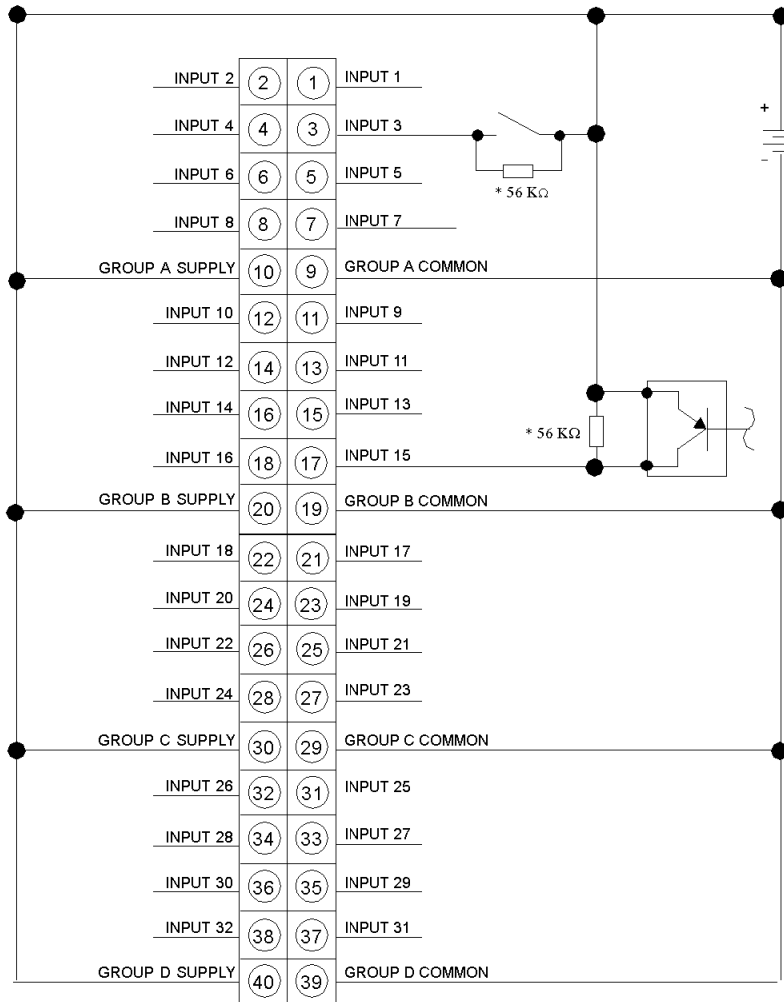 INPUT 2 2 1 INPUT 1
+
INPUT 4 4 3 INPUT 3
-
INPUT 6 6 5 INPUT 5
* 56 KΩ
INPUT 8 8 7 INPUT 7
GROUP A SUPPLY 10 9 GROUP A COMMON
INPUT 10 12 11 INPUT 9
INPUT 12 14 13 INPUT 11
INPUT 14 16 15 INPUT 13
* 56 KΩ
INPUT 16 18 17 INPUT 15
GROUP B SUPPLY 20 19 GROUP B COMMON
INPUT 18 22 21 INPUT 17
INPUT 20 24 23 INPUT 19
INPUT 22 26 25 INPUT 21
INPUT 24 28 27 INPUT 23
GROUP C SUPPLY 30 29 GROUP C COMMON
INPUT 26 32 31 INPUT 25
INPUT 28 34 33 INPUT 27
INPUT 30 36 35 INPUT 29
INPUT 32 38 37 INPUT 31
GROUP D SUPPLY 40 39 GROUP D COMMON